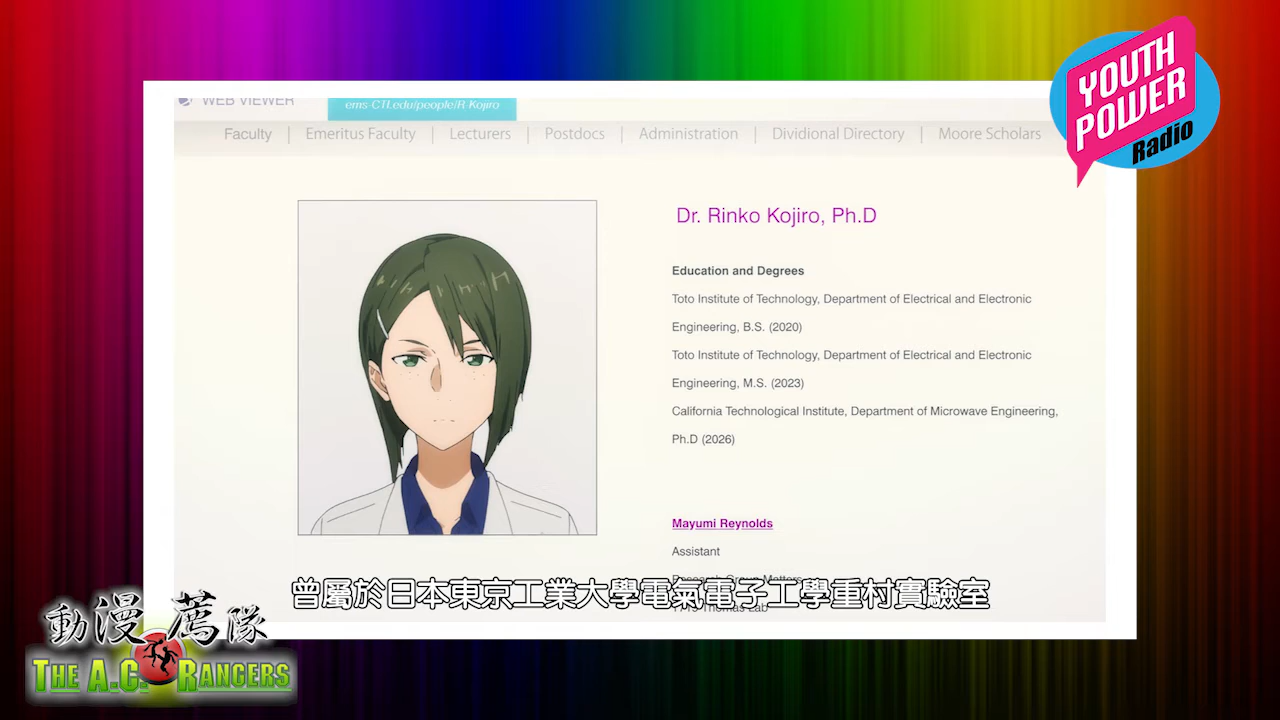 YOUTH
POWER
Radio
WEB VIEWER
ems-CTI.edu/people/R-Kojiro
Faculty | Emeritus Faculty | Lecturers | Postdocs | Administration | Dividional Directory | Moore Scholars
Dr. Rinko Kojiro, Ph.D
Education and Degrees
Toto Institute of Technology, Department of Electrical and Electronic
Engineering, B.S. (2020)
Toto Institute of Technology, Department of Electrical and Electronic
Engineering, M.S. (2023)
California Technological Institute, Department of Microwave Engineering,
Ph.D (2026)
Mayumi Reynolds
Assistant
曾屬於日本東京工業大學電氣電子工學重村實驗室
Thomas Lab
動漫薦隊
THE A.C. RANGERS